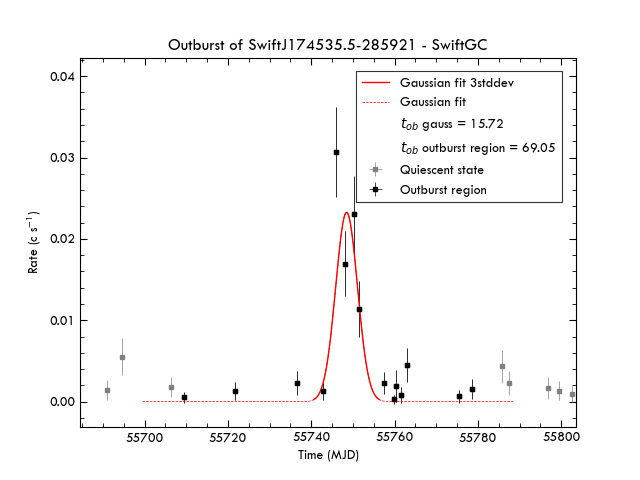 Outburst of SwiftJ174535.5-285921 - SwiftGC
Gaussian fit 3stddev
Gaussian fit
t_ob gauss = 15.72
t_ob outburst region = 69.05
Quiescent state
Outburst region
Rate (c s⁻¹)
0.04
0.03
0.02
0.01
0.00
55700 55720 55740 55760 55780 55800
Time (MJD)